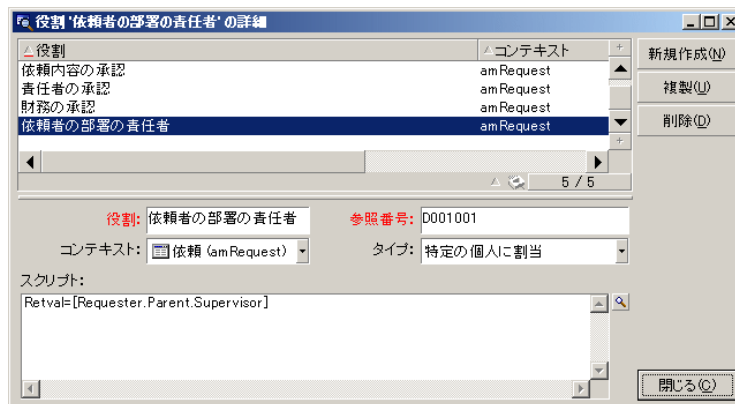 役割 '依頼者の部署の責任者' の詳細
役割 コンテキスト
依頼内容の承認 amRequest
責任者の承認 amRequest
財務の承認 amRequest
依頼者の部署の責任者 amRequest
5 / 5
新規作成(N)
複製(U)
削除(D)
役割: 依頼者の部署の責任者 参照番号: D001001
コンテキスト: 依頼 (amRequest) タイプ: 特定の個人に割当
スクリプト:
Retval=[Requester.Parent.Supervisor]
閉じる(C)